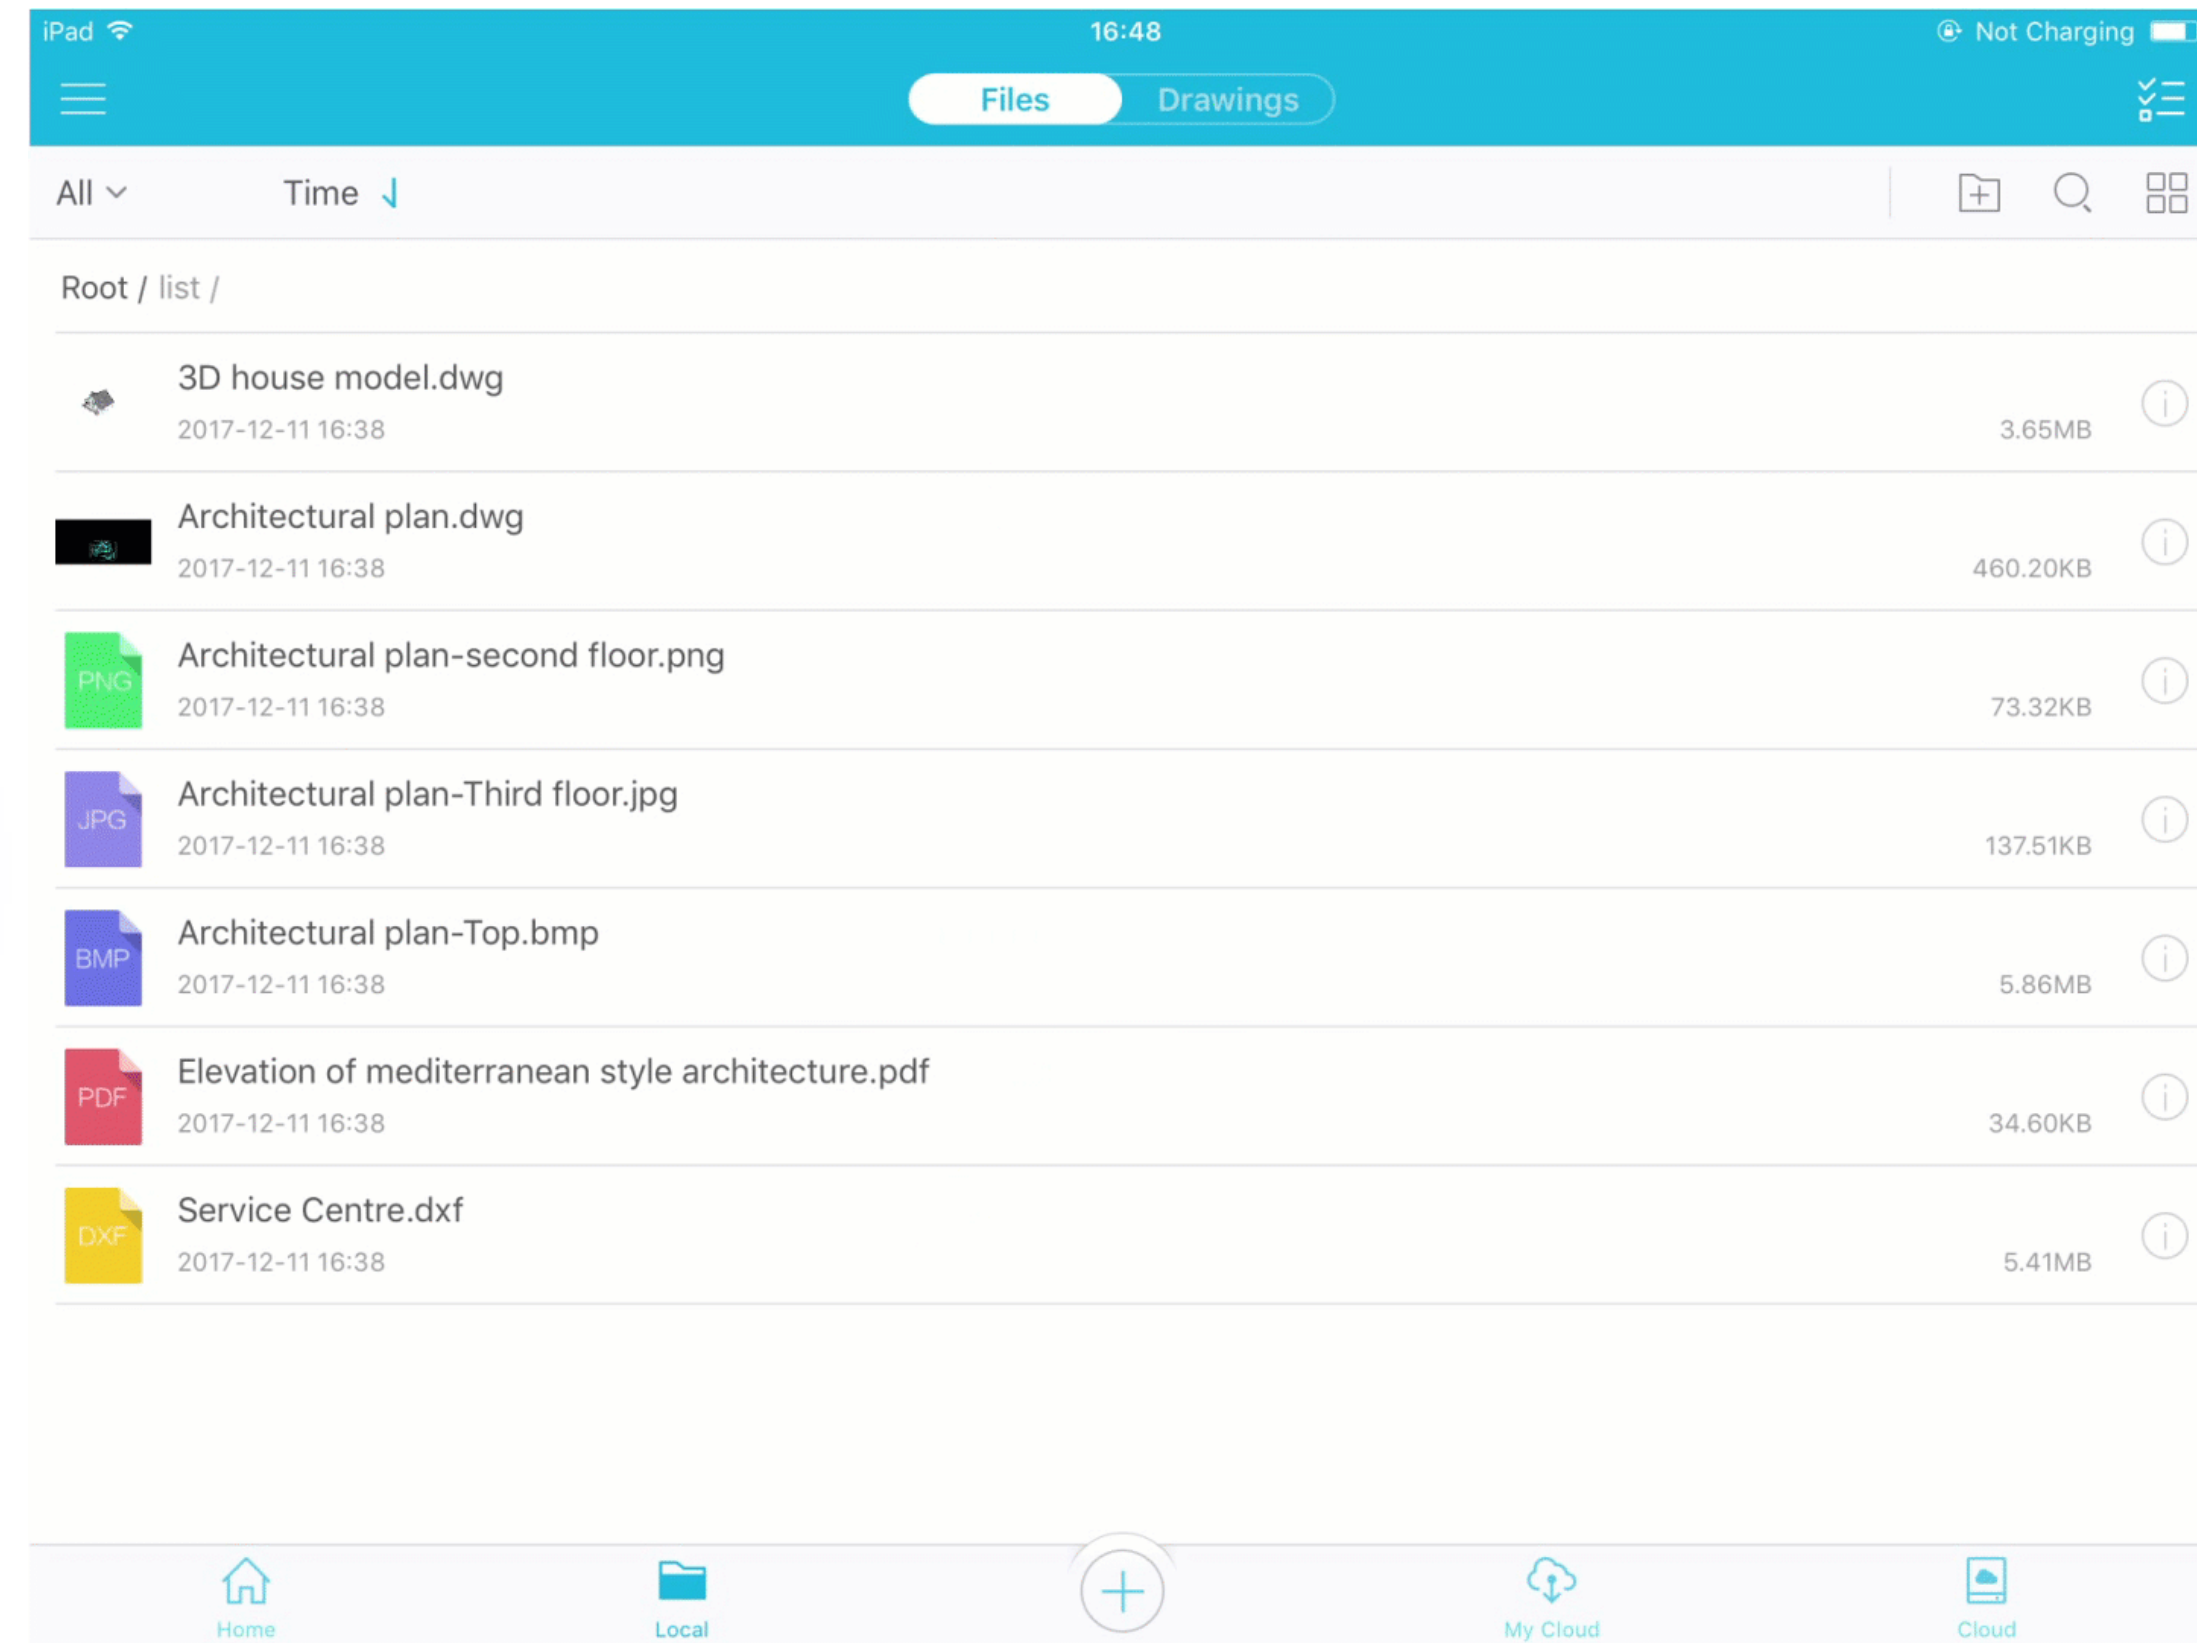 iPad 16:48 Not Charging
Files Drawings
All Time
Root / list /
3D house model.dwg
2017-12-11 16:38 3.65MB
Architectural plan.dwg
2017-12-11 16:38 460.20KB
PNG
Architectural plan-second floor.png
2017-12-11 16:38 73.32KB
JPG
Architectural plan-Third floor.jpg
2017-12-11 16:38 137.51KB
BMP
Architectural plan-Top.bmp
2017-12-11 16:38 5.86MB
PDF
Elevation of mediterranean style architecture.pdf
2017-12-11 16:38 34.60KB
DXF
Service Centre.dxf
2017-12-11 16:38 5.41MB
Home Local My Cloud Cloud